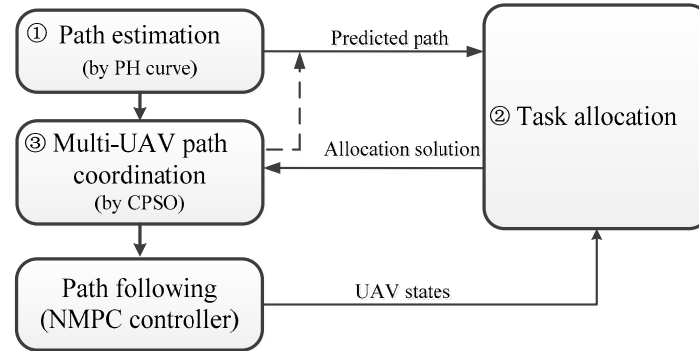 ① Path estimation
(by PH curve)
Predicted path
② Task allocation
③ Multi-UAV path
coordination
(by CPSO)
Allocation solution
Path following
(NMPC controller)
UAV states